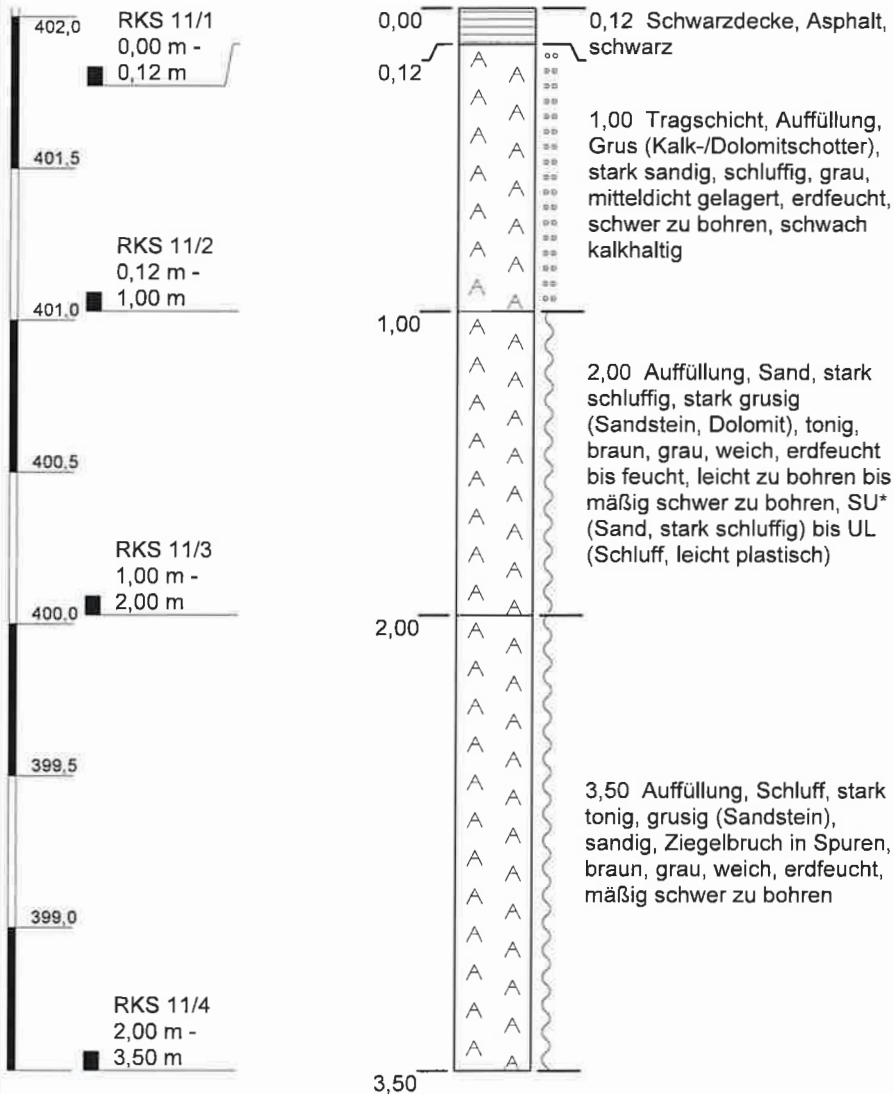 402,0
401,5
401,0
400,5
400,0
399,5
399,0
RKS 11/1
0,00 m -
0,12 m
RKS 11/2
0,12 m -
1,00 m
RKS 11/3
1,00 m -
2,00 m
RKS 11/4
2,00 m -
3,50 m
0,00
0,12
1,00
2,00
3,50
0,12 Schwarzdecke, Asphalt,
schwarz
1,00 Tragschicht, Auffüllung,
Grus (Kalk-/Dolomitschotter),
stark sandig, schluffig, grau,
mitteldicht gelagert, erdfeucht,
schwer zu bohren, schwach
kalkhaltig
2,00 Auffüllung, Sand, stark
schluffig, stark grusig
(Sandstein, Dolomit), tonig,
braun, grau, weich, erdfeucht
bis feucht, leicht zu bohren bis
mäßig schwer zu bohren, SU*
(Sand, stark schluffig) bis UL
(Schluff, leicht plastisch)
3,50 Auffüllung, Schluff, stark
tonig, grusig (Sandstein),
sandig, Ziegelbruch in Spuren,
braun, grau, weich, erdfeucht,
mäßig schwer zu bohren